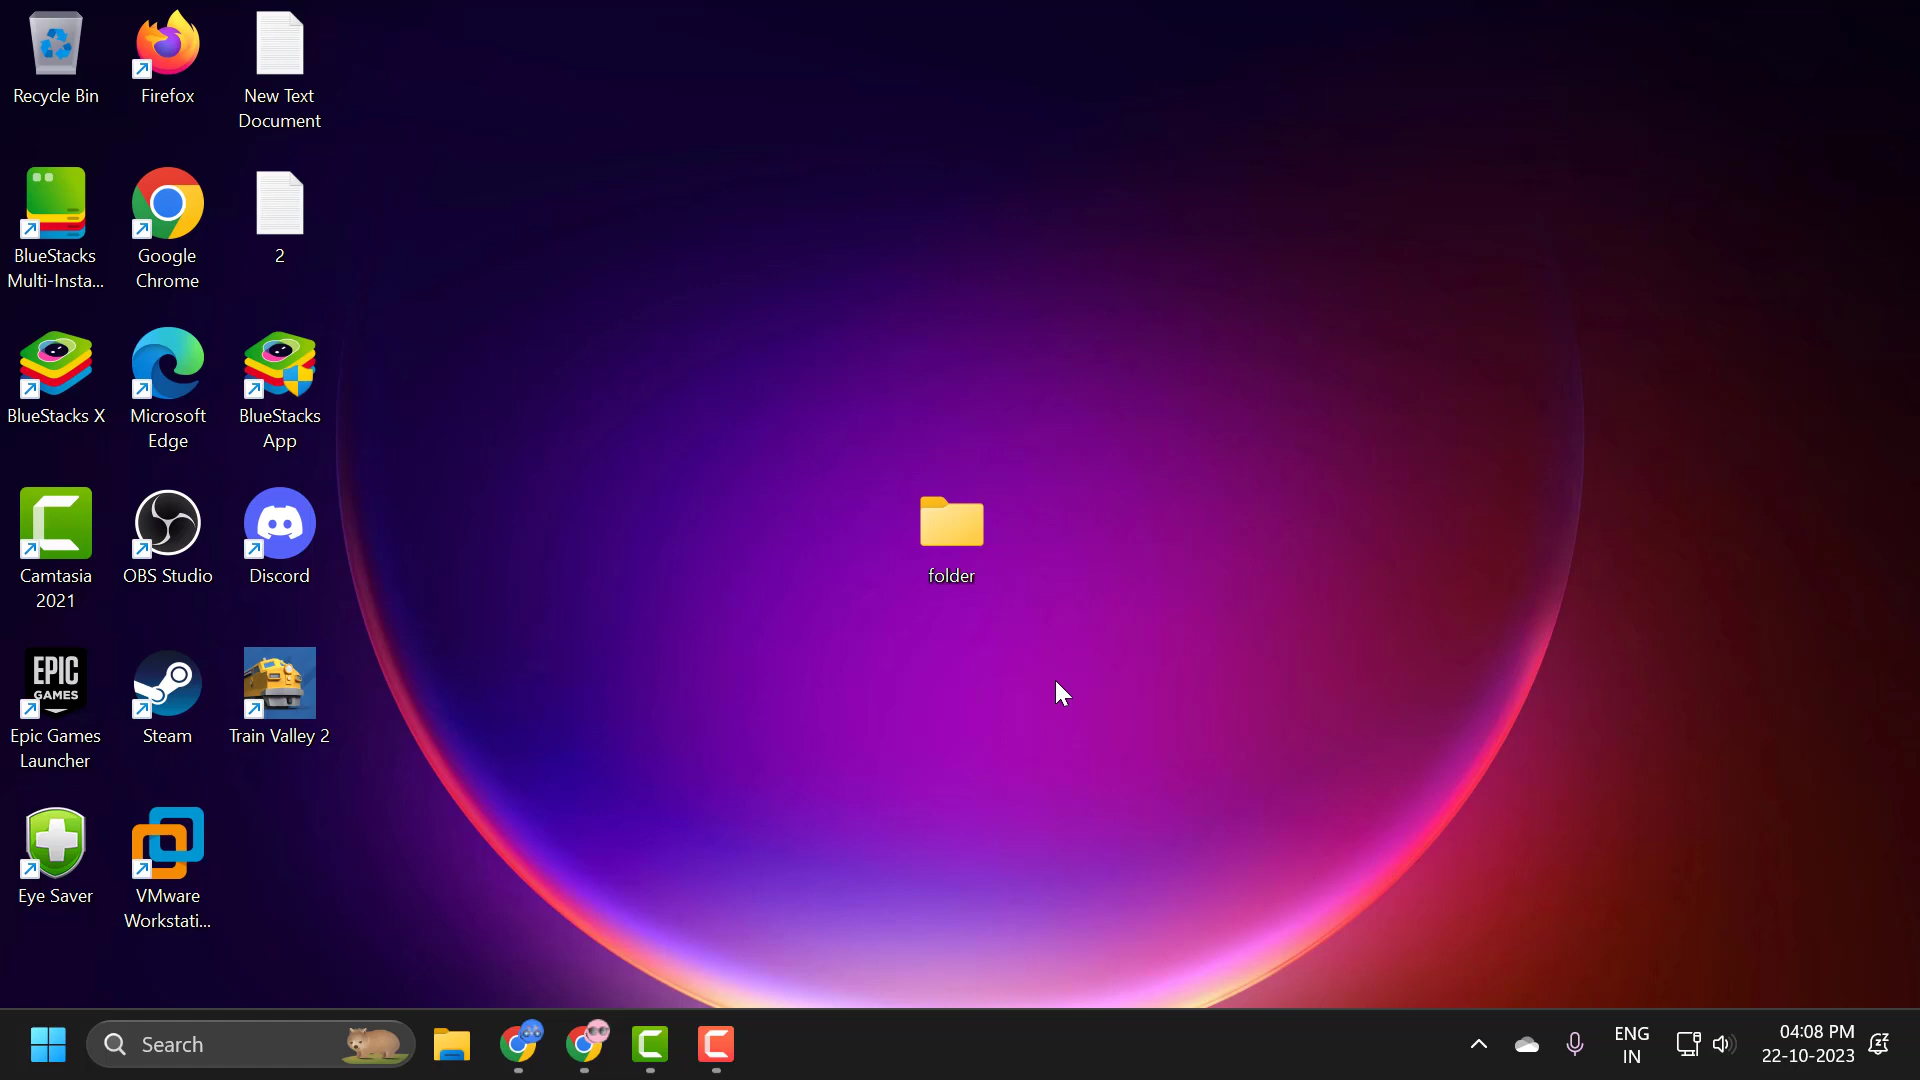 Recycle Bin
Firefox
New Text
Document
BlueStacks
Multi-Insta...
Google
Chrome
2
BlueStacks X
Microsoft
Edge
BlueStacks
App
Camtasia
2021
OBS Studio
Discord
folder
EPIC
GAMES
Epic Games
Launcher
Steam
Train Valley 2
Eye Saver
VMware
Workstati...
Search
ENG
IN
04:08 PM
22-10-2023